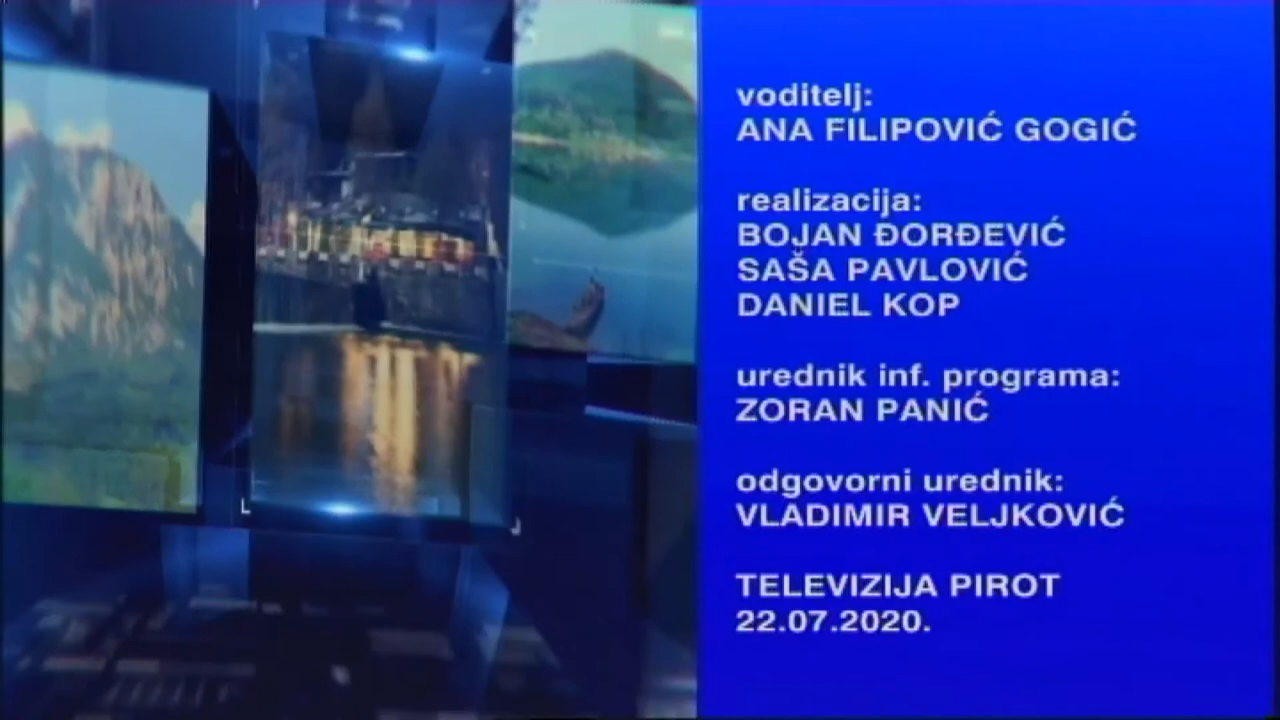 voditelj:
ANA FILIPOVIĆ GOGIĆ
realizacija:
BOJAN ĐORĐEVIĆ
SAŠA PAVLOVIĆ
DANIEL KOP
urednik inf. programa:
ZORAN PANIĆ
odgovorni urednik:
VLADIMIR VELJKOVIĆ
TELEVIZIJA PIROT
22.07.2020.